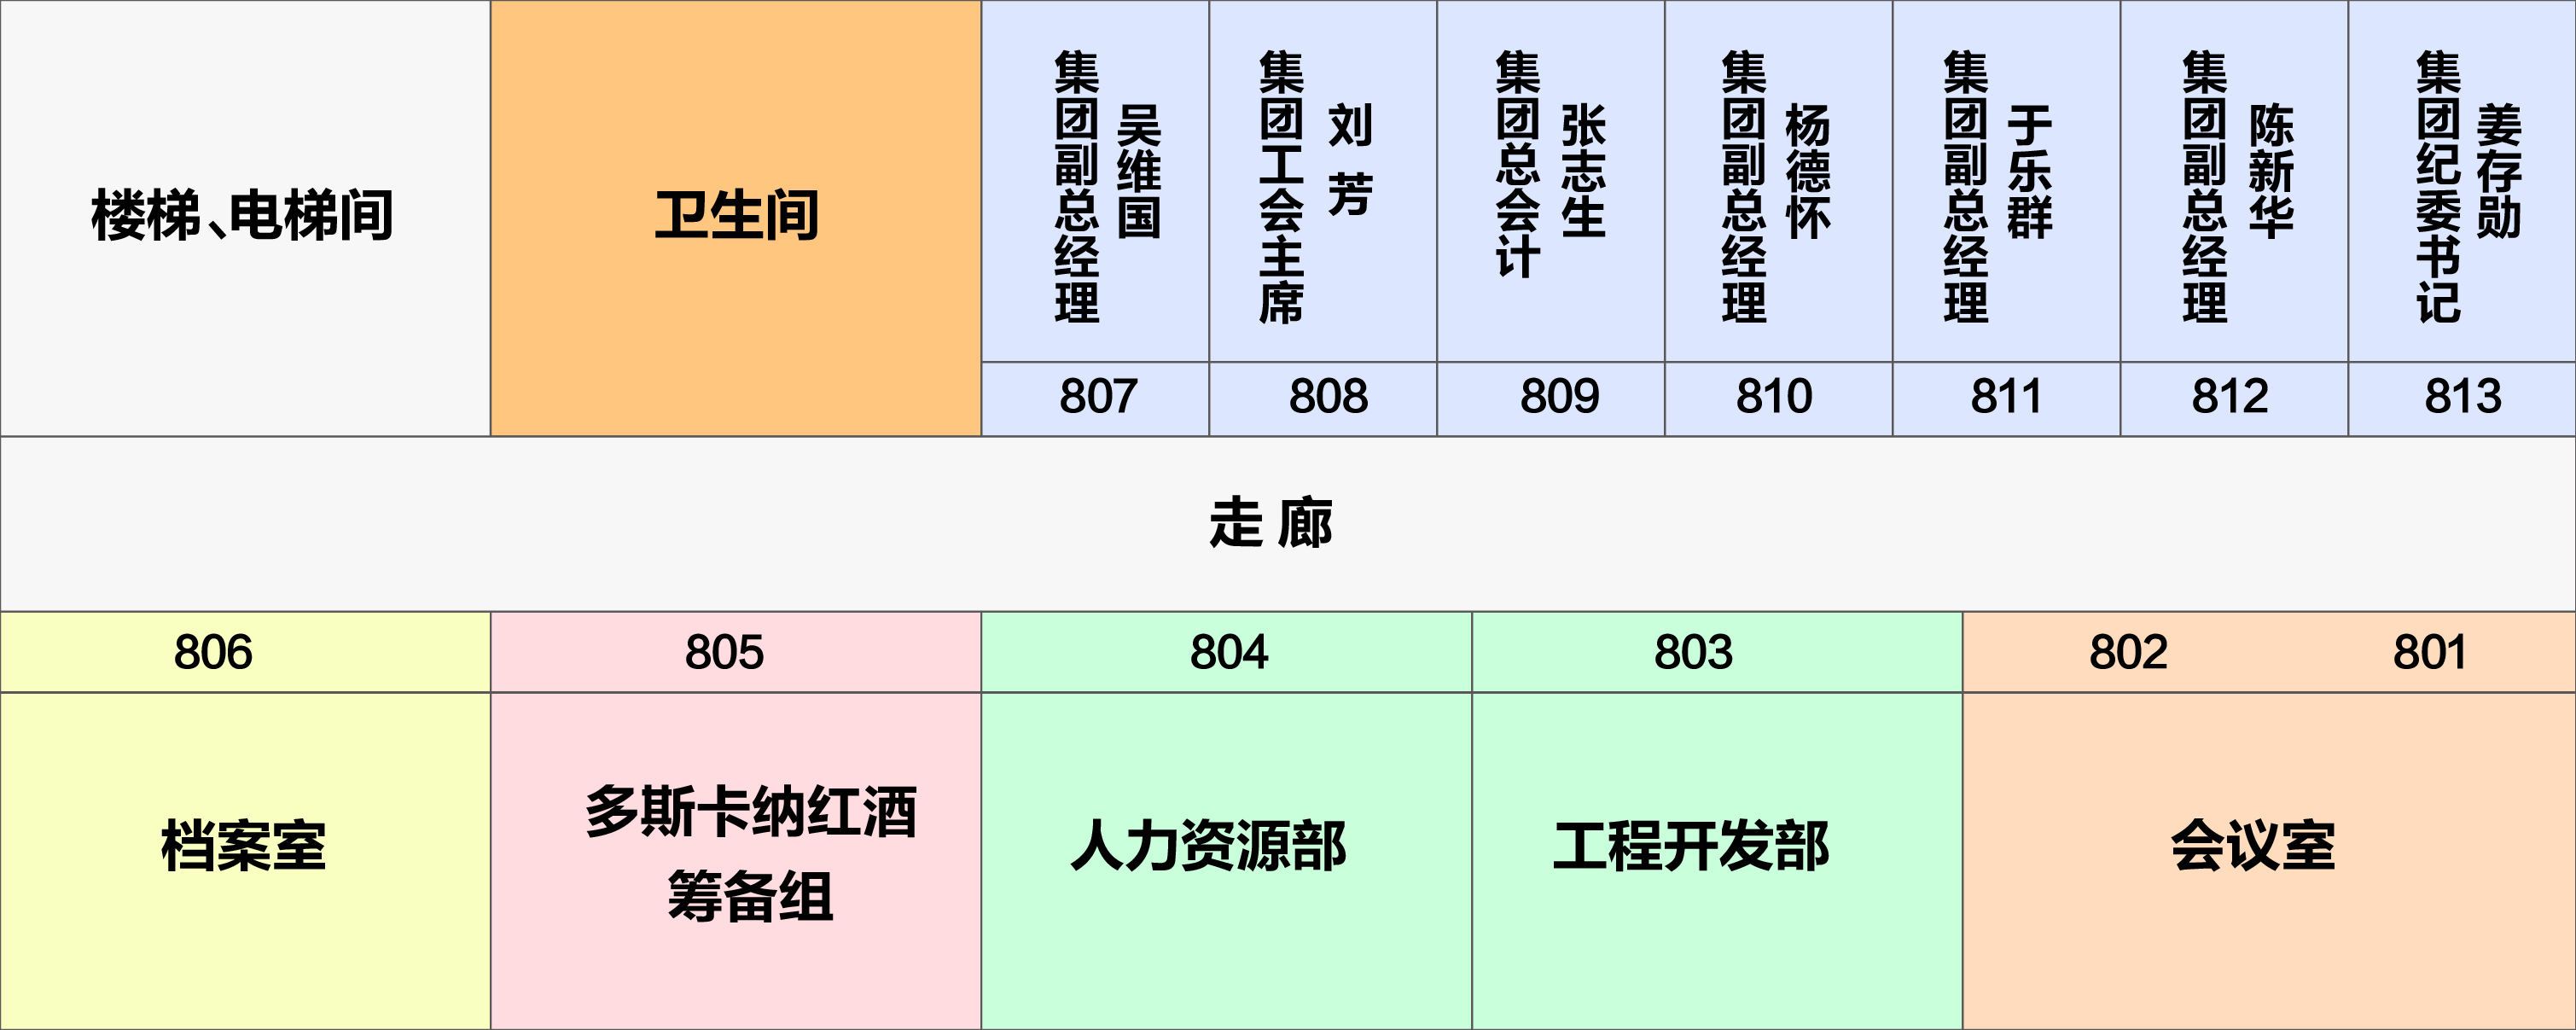 楼梯、电梯间
卫生间
集团副总经理
吴维国
807
集团工会主席
刘 芳
808
集团总会计
张志生
809
集团副总经理
杨德怀
810
集团副总经理
于乐群
811
集团副总经理
陈新华
812
集团纪委书记
姜存勋
813
走 廊
806
805
804
803
802
801
档案室
多斯卡纳红酒
筹备组
人力资源部
工程开发部
会议室